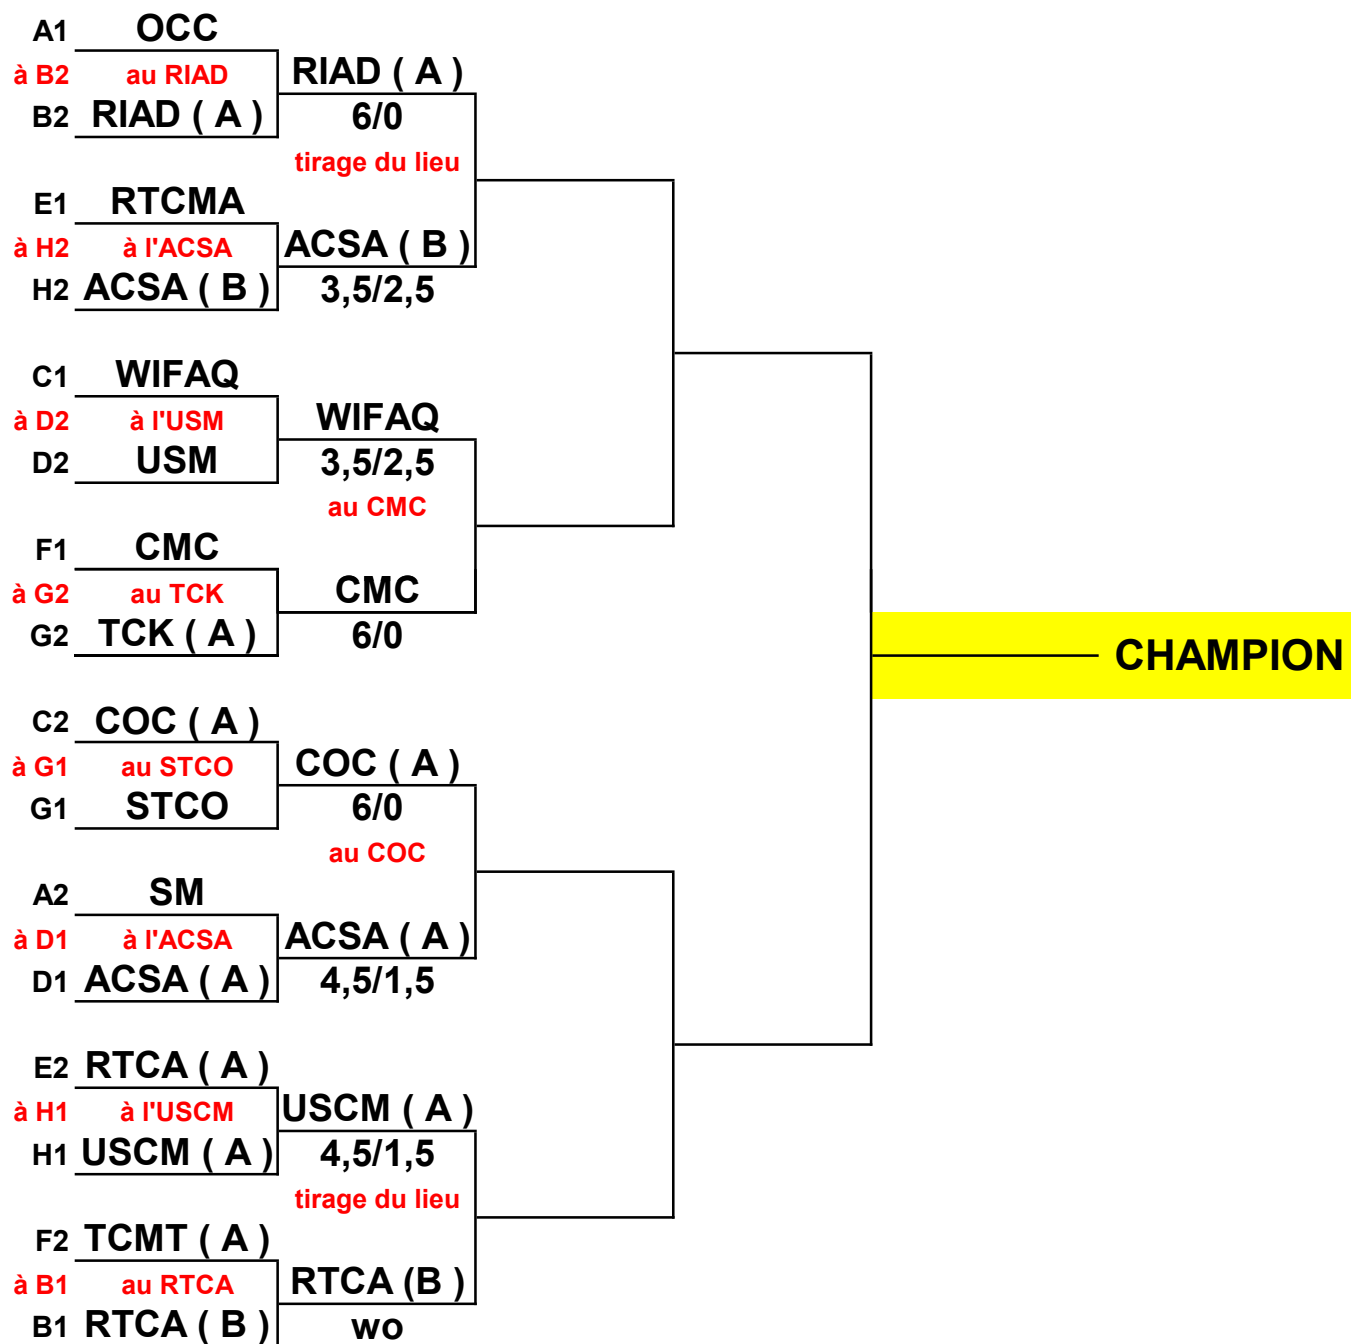 A1 OCC
à B2 au RIAD RIAD ( A )
B2 RIAD ( A ) 6/0
tirage du lieu
E1 RTCMA
à H2 à l'ACSA ACSA ( B )
H2 ACSA ( B ) 3,5/2,5
C1 WIFAQ
à D2 à l'USM WIFAQ
D2 USM 3,5/2,5
au CMC
F1 CMC
à G2 au TCK CMC
G2 TCK ( A ) 6/0
CHAMPION
C2 COC ( A )
à G1 au STCO COC ( A )
G1 STCO 6/0
au COC
A2 SM
à D1 à l'ACSA ACSA ( A )
D1 ACSA ( A ) 4,5/1,5
E2 RTCA ( A )
à H1 à l'USCM USCM ( A )
H1 USCM ( A ) 4,5/1,5
tirage du lieu
F2 TCMT ( A )
à B1 au RTCA RTCA (B )
B1 RTCA ( B ) wo